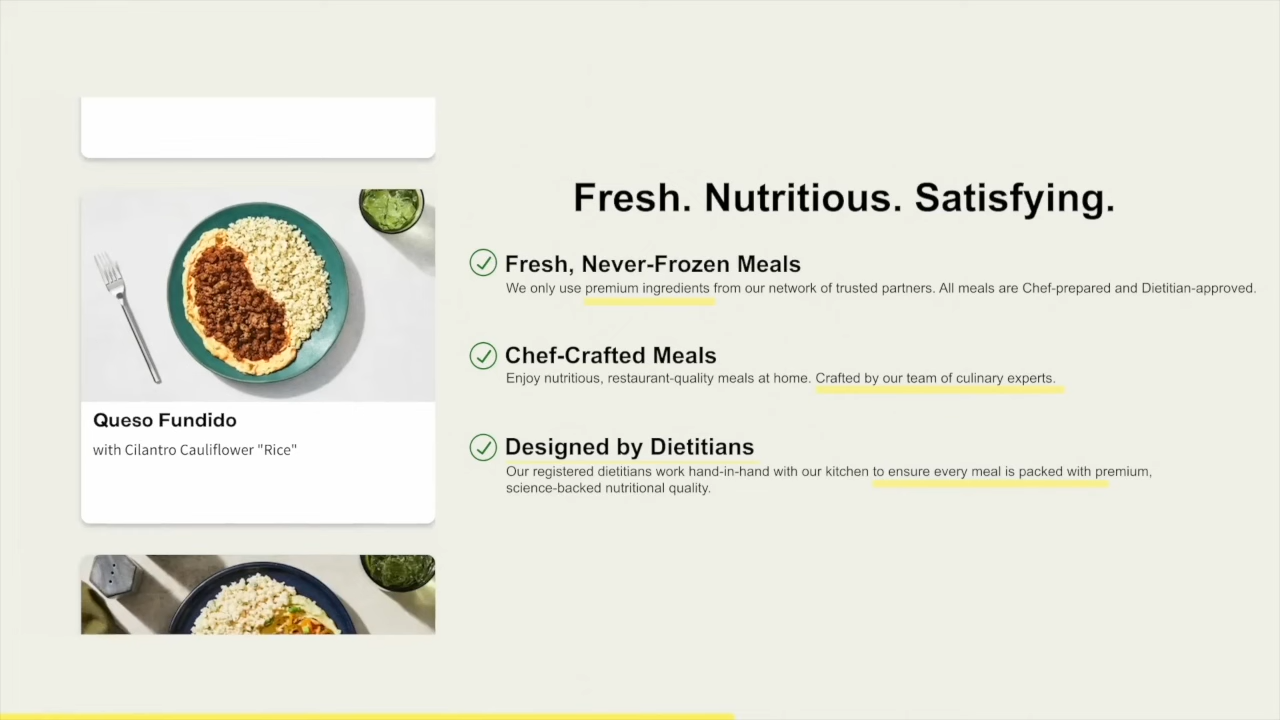 Fresh. Nutritious. Satisfying.
Fresh, Never-Frozen Meals
We only use premium ingredients from our network of trusted partners. All meals are Chef-prepared and Dietitian-approved.
Chef-Crafted Meals
Enjoy nutritious, restaurant-quality meals at home. Crafted by our team of culinary experts.
Designed by Dietitians
Our registered dietitians work hand-in-hand with our kitchen to ensure every meal is packed with premium,
science-backed nutritional quality.
Queso Fundido
with Cilantro Cauliflower "Rice"